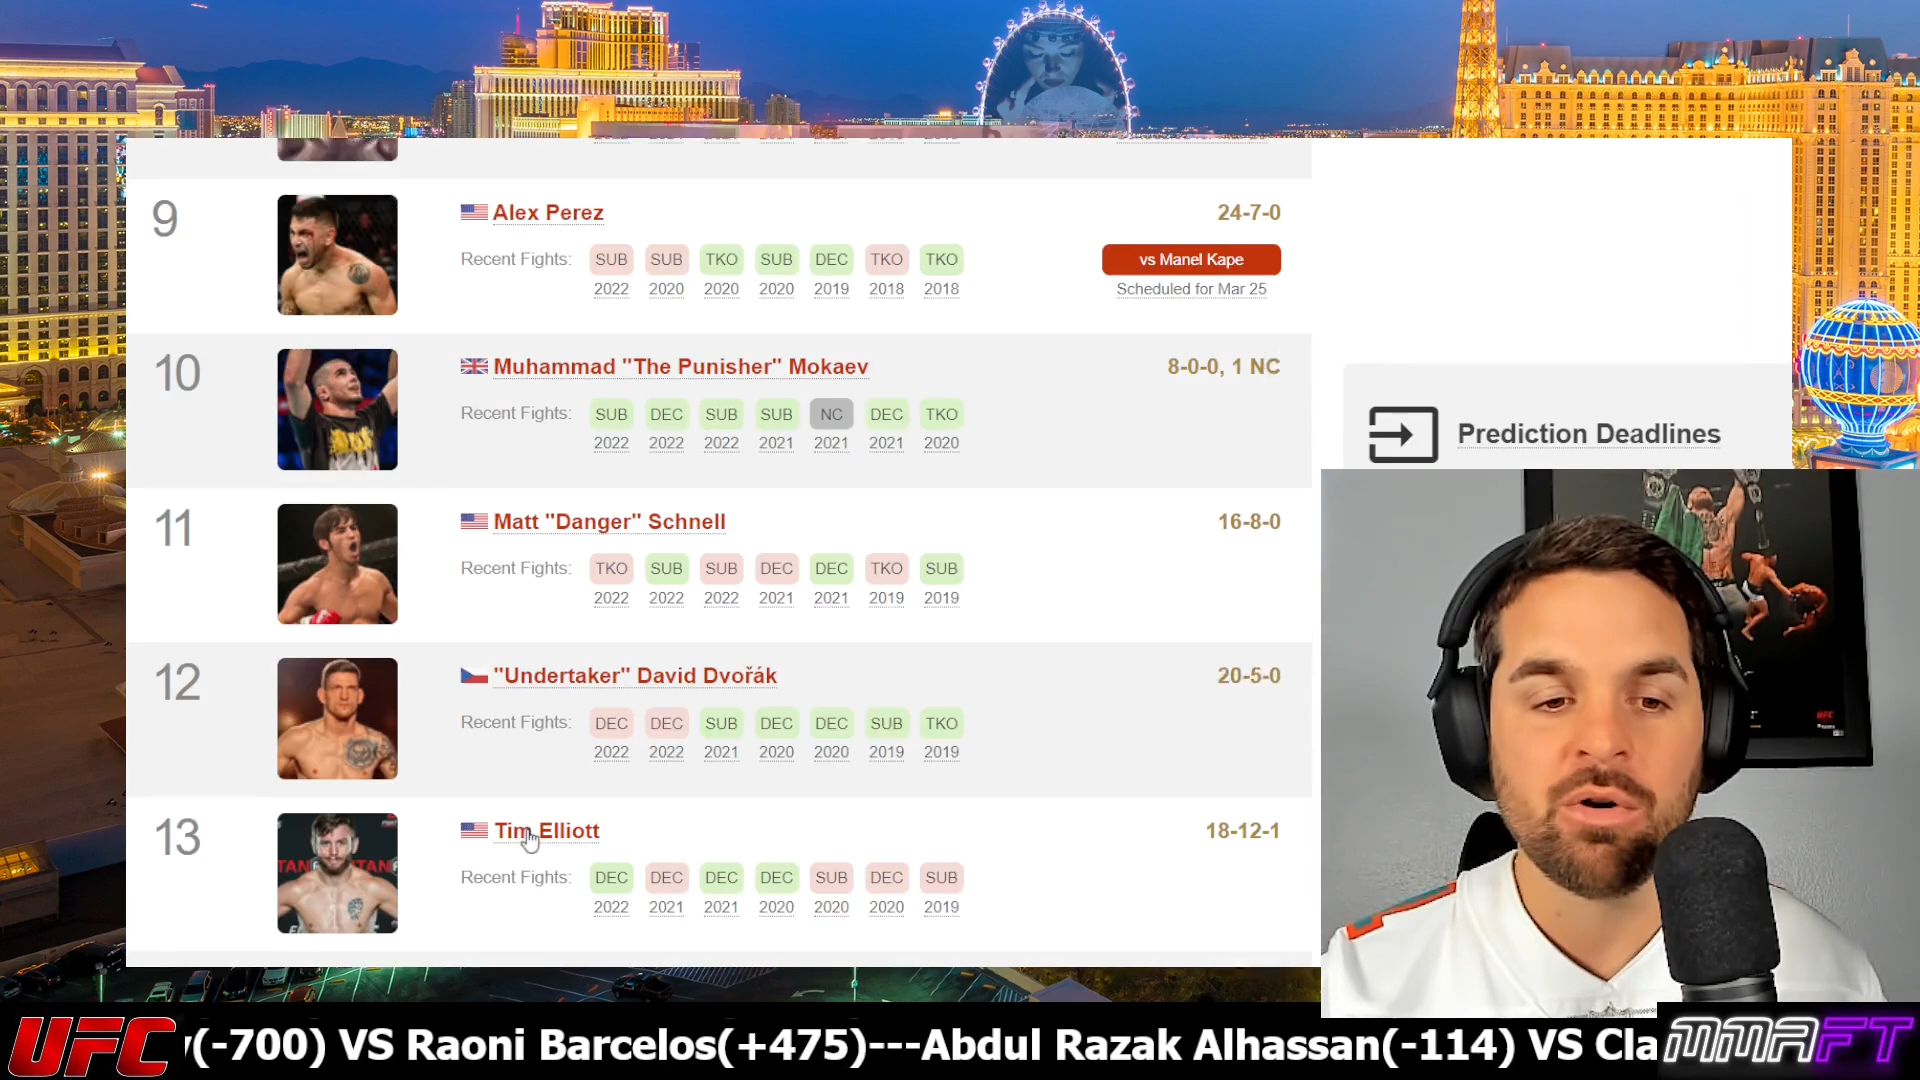 9
Alex Perez
24-7-0
Recent Fights: SUB SUB TKO SUB DEC TKO TKO
vs Manel Kape
2022 2020 2020 2020 2019 2018 2018
Scheduled for Mar 25
10
Muhammad "The Punisher" Mokaev
8-0-0, 1 NC
Recent Fights: SUB DEC SUB SUB NC DEC TKO
2022 2022 2022 2021 2021 2021 2020
Prediction Deadlines
11
Matt "Danger" Schnell
16-8-0
Recent Fights: TKO SUB SUB DEC DEC TKO SUB
2022 2022 2022 2021 2021 2019 2019
12
"Undertaker" David Dvořák
20-5-0
Recent Fights: DEC DEC SUB DEC DEC SUB TKO
2022 2022 2021 2020 2020 2019 2019
13
Tim Elliott
18-12-1
Recent Fights: DEC DEC DEC DEC SUB DEC SUB
2022 2021 2021 2020 2020 2020 2019
UFC
(-700) VS Raoni Barcelos(+475)---Abdul Razak Alhassan(-114) VS Cla
MMAFT